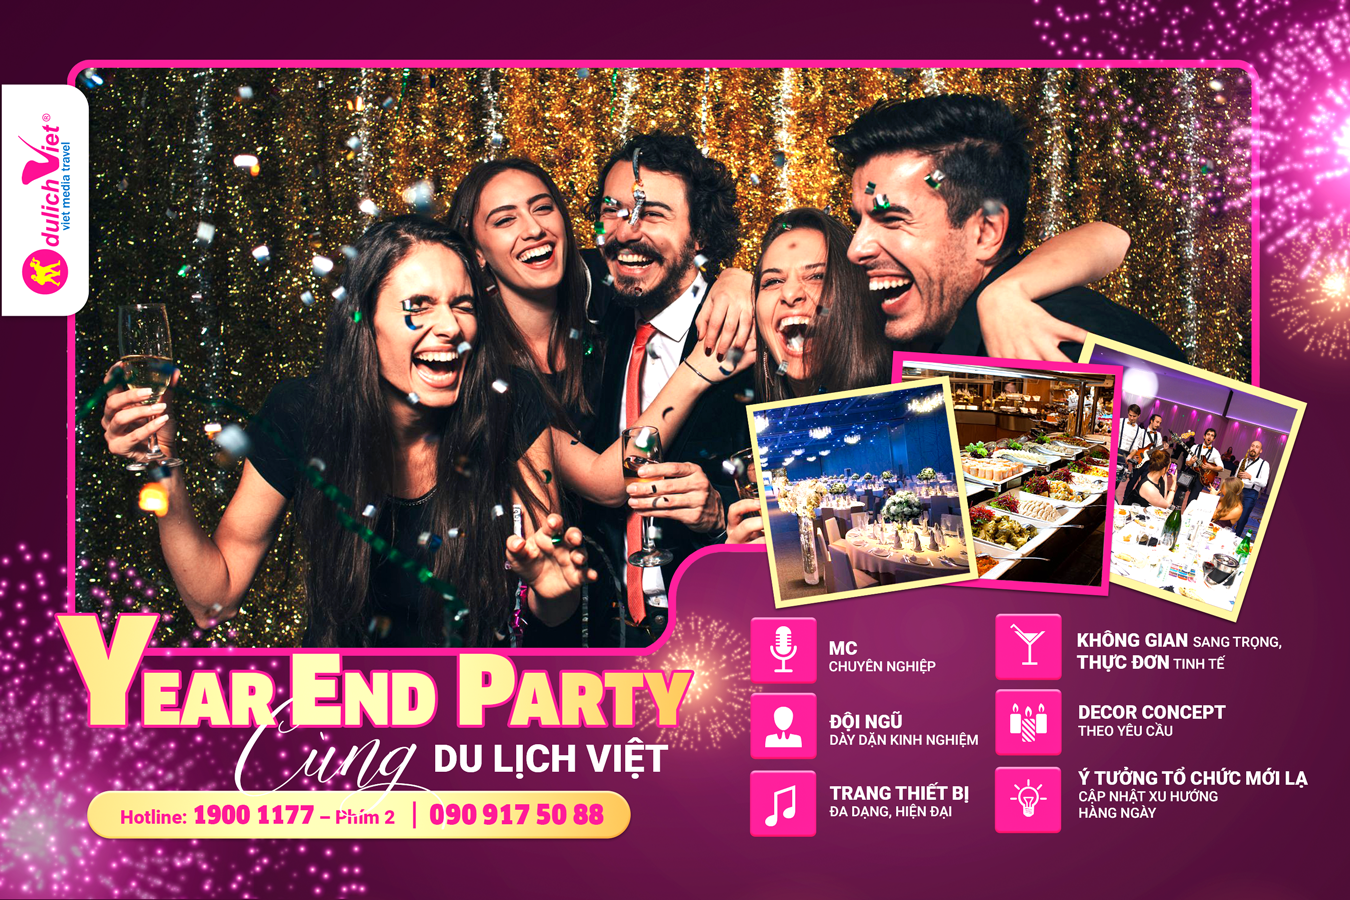 dulichViet®
viet media travel
YEAR END PARTY
Cùng DU LỊCH VIỆT
Hotline: 1900 1177 – Phím 2 | 090 917 50 88
MC
CHUYÊN NGHIỆP
ĐỘI NGŨ
DÀY DẶN KINH NGHIỆM
TRANG THIẾT BỊ
ĐA DẠNG, HIỆN ĐẠI
KHÔNG GIAN SANG TRỌNG,
THỰC ĐƠN TINH TẾ
DECOR CONCEPT
THEO YÊU CẦU
Ý TƯỞNG TỔ CHỨC MỚI LẠ
CẬP NHẬT XU HƯỚNG
HÀNG NGÀY